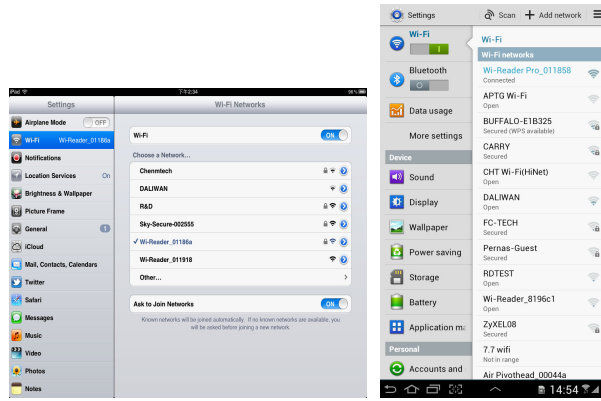 iPad
下午2:34
96%
Settings
Wi-Fi Networks
Airplane Mode
OFF
Wi-Fi
Wi-Reader_01186a
Notifications
Location Services
On
Brightness & Wallpaper
Picture Frame
General
1
iCloud
Mail, Contacts, Calendars
Twitter
Safari
Messages
Music
Video
Photos
Notes
Wi-Fi
ON
Choose a Network...
Chenmtech
DALIWAN
R&D
Sky-Secure-002555
Wi-Reader_01186a
Wi-Reader_011918
Other...
Ask to Join Networks
ON
Known networks will be joined automatically. If no known networks are available, you
will be asked before joining a new network.
Settings
Scan
Add network
Wi-Fi
Bluetooth
Data usage
More settings
Device
Sound
Display
Wallpaper
Power saving
Storage
Battery
Application ma
Personal
Accounts and
Wi-Fi
Wi-Fi networks
Wi-Reader Pro_011858
Connected
APTG Wi-Fi
Open
BUFFALO-E1B325
Secured (WPS available)
CARRY
Secured
CHT Wi-Fi(HiNet)
Open
DALIWAN
Open
FC-TECH
Secured
Pernas-Guest
Secured
RDTEST
Open
Wi-Reader_8196c1
Open
ZyXEL08
Secured
7.7 wifi
Not in range
Air Pivothead_00044a
14:54